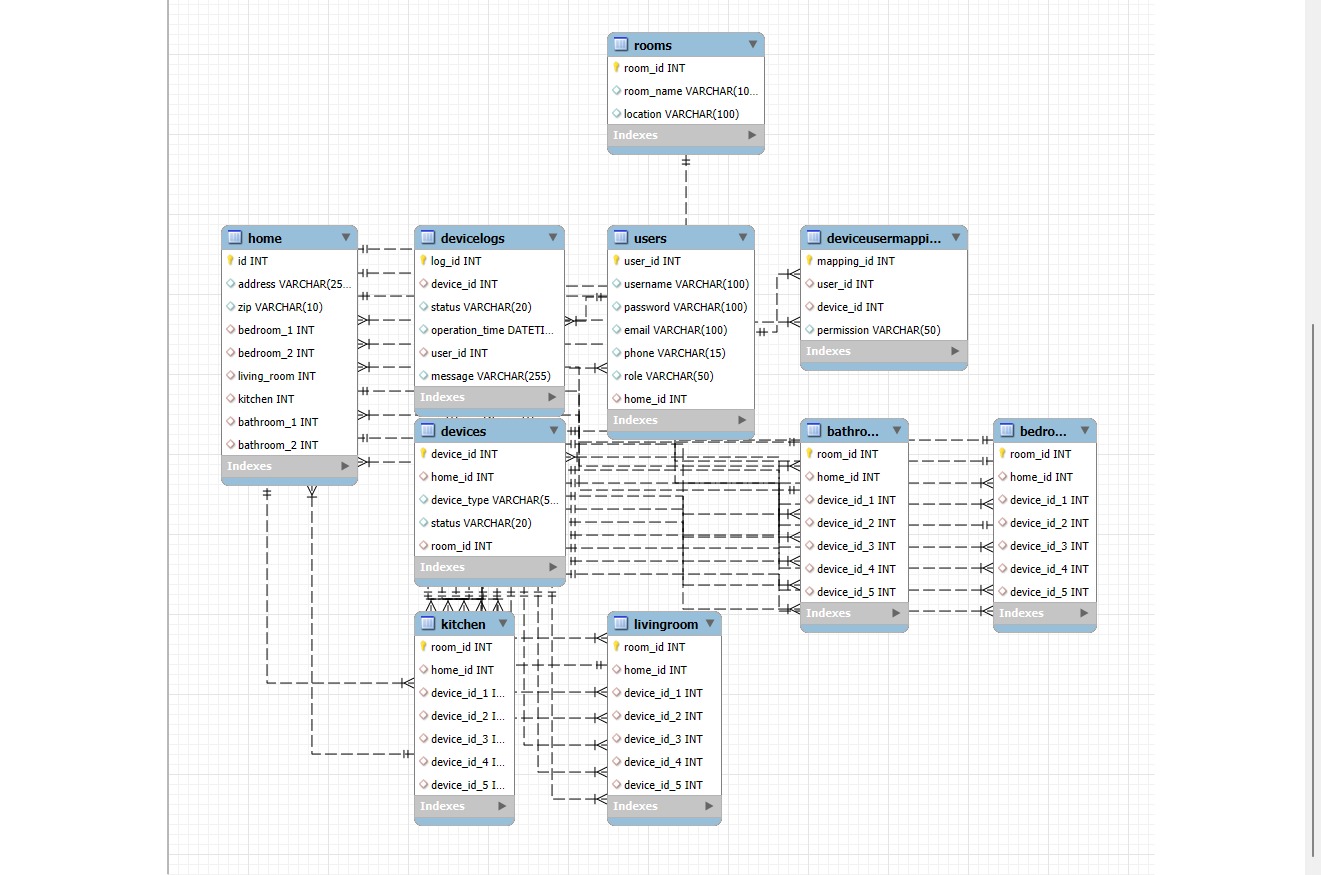 rooms
room_id INT
room_name VARCHAR(10...
location VARCHAR(100)
Indexes
home
id INT
address VARCHAR(25...
zip VARCHAR(10)
bedroom_1 INT
bedroom_2 INT
living_room INT
kitchen INT
bathroom_1 INT
bathroom_2 INT
Indexes
devicelogs
log_id INT
device_id INT
status VARCHAR(20)
operation_time DATETI...
user_id INT
message VARCHAR(255)
Indexes
users
user_id INT
username VARCHAR(100)
password VARCHAR(100)
email VARCHAR(100)
phone VARCHAR(15)
role VARCHAR(50)
home_id INT
Indexes
deviceusermappi...
mapping_id INT
user_id INT
device_id INT
permission VARCHAR(50)
Indexes
devices
device_id INT
home_id INT
device_type VARCHAR(5...
status VARCHAR(20)
room_id INT
Indexes
bathro...
room_id INT
home_id INT
device_id_1 INT
device_id_2 INT
device_id_3 INT
device_id_4 INT
device_id_5 INT
Indexes
bedro...
room_id INT
home_id INT
device_id_1 INT
device_id_2 INT
device_id_3 INT
device_id_4 INT
device_id_5 INT
Indexes
kitchen
room_id INT
home_id INT
device_id_1 I...
device_id_2 I...
device_id_3 I...
device_id_4 I...
device_id_5 I...
Indexes
livingroom
room_id INT
home_id INT
device_id_1 INT
device_id_2 INT
device_id_3 INT
device_id_4 INT
device_id_5 INT
Indexes